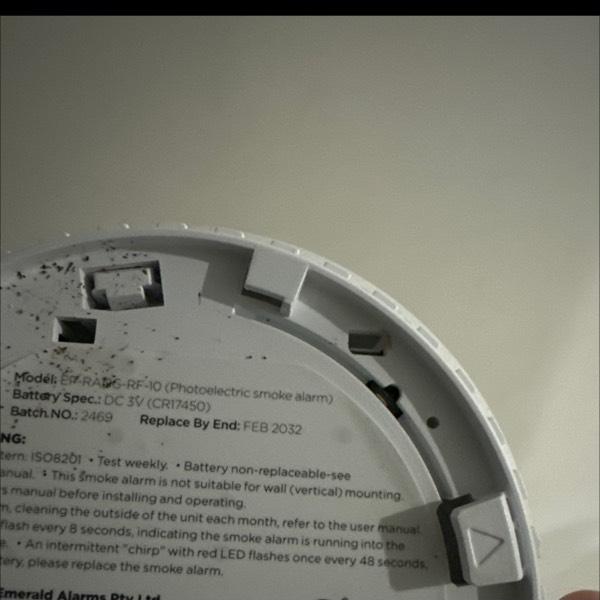 Model: EP-RADIS-RF-10 (Photoelectric smoke alarm)
Battery Spec.: DC 3V (CR17450)
Batch NO.: 2469 Replace By End: FEB 2032
NG:
tern: ISO8201 • Test weekly. • Battery non-replaceable-see
anual. • This smoke alarm is not suitable for wall (vertical) mounting.
s manual before installing and operating.
m, cleaning the outside of the unit each month, refer to the user manual.
flash every 8 seconds, indicating the smoke alarm is running into the
e. • An intermittent "chirp" with red LED flashes once every 48 seconds,
tery, please replace the smoke alarm.
Emerald Alarms Pty Ltd